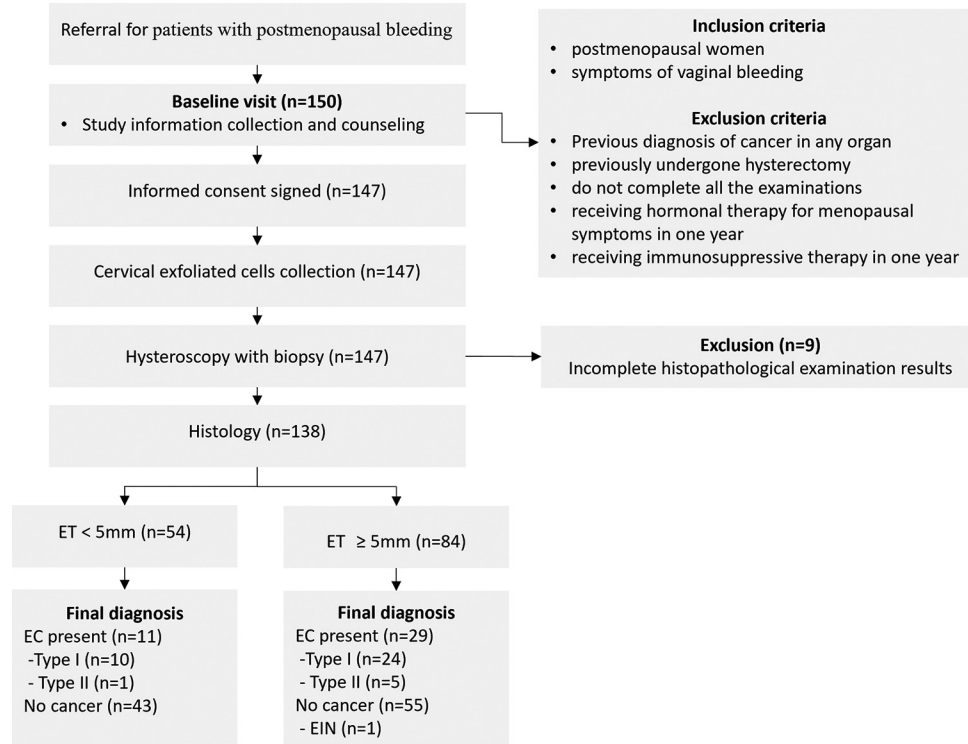 Referral for patients with postmenopausal bleeding
Baseline visit (n=150)
• Study information collection and counseling
Informed consent signed (n=147)
Cervical exfoliated cells collection (n=147)
Hysteroscopy with biopsy (n=147)
Histology (n=138)
Inclusion criteria
• postmenopausal women
• symptoms of vaginal bleeding
Exclusion criteria
• Previous diagnosis of cancer in any organ
• previously undergone hysterectomy
• do not complete all the examinations
• receiving hormonal therapy for menopausal
symptoms in one year
• receiving immunosuppressive therapy in one year
Exclusion (n=9)
Incomplete histopathological examination results
ET < 5mm (n=54)
Final diagnosis
EC present (n=11)
-Type I (n=10)
- Type II (n=1)
No cancer (n=43)
ET ≥ 5mm (n=84)
Final diagnosis
EC present (n=29)
-Type I (n=24)
- Type II (n=5)
No cancer (n=55)
- EIN (n=1)